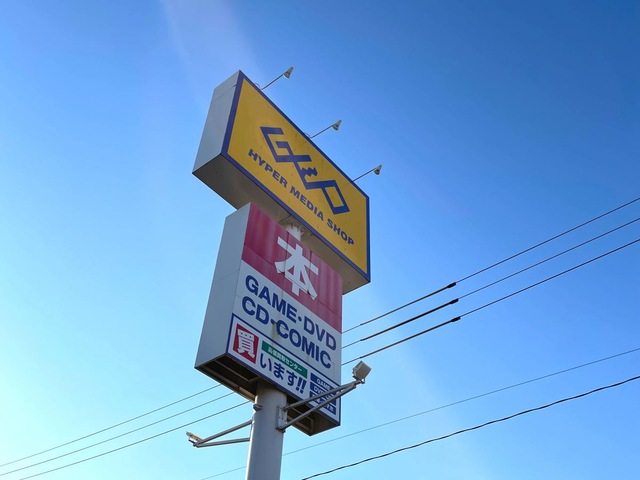 GEO
HYPER MEDIA SHOP
本
GAME・DVD
CD・COMIC
買
います!!